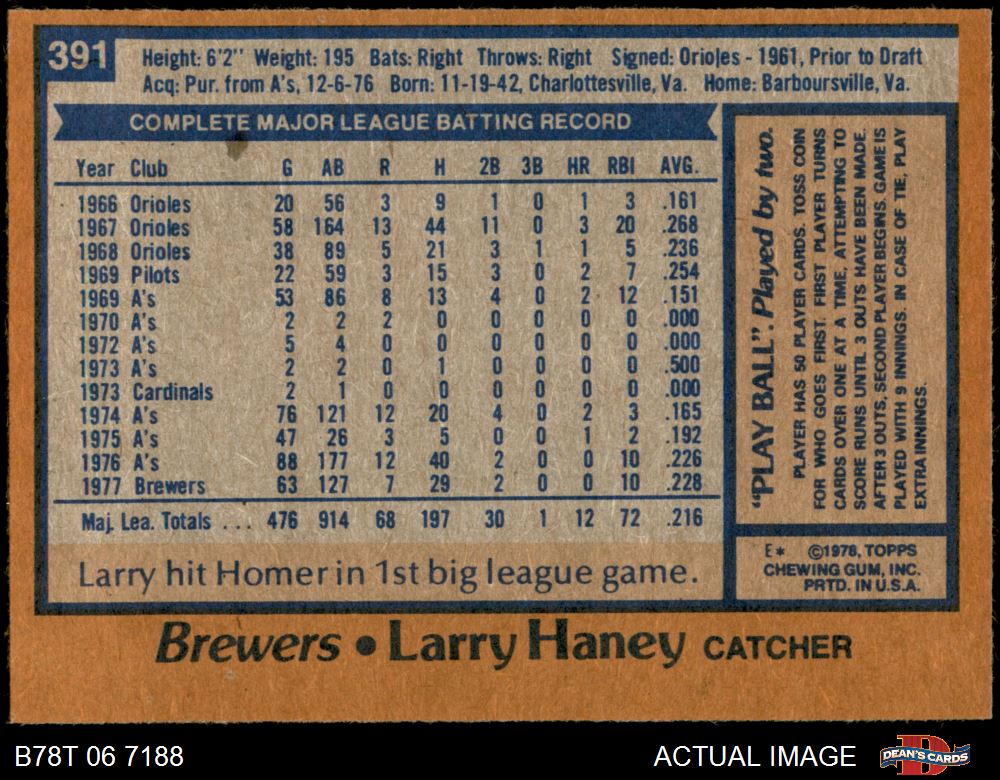 391
Height: 6'2" Weight: 195 Bats: Right Throws: Right Signed: Orioles - 1961, Prior to Draft
Acq: Pur. from A's, 12-6-76 Born: 11-19-42, Charlottesville, Va. Home: Barboursville, Va.
COMPLETE MAJOR LEAGUE BATTING RECORD
Year Club G AB R H 2B 3B HR RBI AVG.
1966 Orioles 20 56 3 9 1 0 1 3 .161
1967 Orioles 58 164 13 44 11 0 3 20 .268
1968 Orioles 38 89 5 21 3 1 1 5 .236
1969 Pilots 22 59 3 15 3 0 2 7 .254
1969 A's 53 86 8 13 4 0 2 12 .151
1970 A's 2 2 2 0 0 0 0 0 .000
1972 A's 5 4 0 0 0 0 0 0 .000
1973 A's 2 2 0 1 0 0 0 0 .500
1973 Cardinals 2 1 0 0 0 0 0 0 .000
1974 A's 76 121 12 20 4 0 2 3 .165
1975 A's 47 26 3 5 0 0 1 2 .192
1976 A's 88 177 12 40 2 0 0 10 .226
1977 Brewers 63 127 7 29 2 0 0 10 .228
Maj. Lea. Totals ... 476 914 68 197 30 1 12 72 .216
Larry hit Homer in 1st big league game.
"PLAY BALL". Played by two.
PLAYER HAS 50 PLAYER CARDS. TOSS COIN
FOR WHO GOES FIRST. FIRST PLAYER TURNS
CARDS OVER ONE AT A TIME, ATTEMPTING TO
SCORE RUNS UNTIL 3 OUTS HAVE BEEN MADE.
AFTER 3 OUTS, SECOND PLAYER BEGINS. GAME IS
PLAYED WITH 9 INNINGS. IN CASE OF TIE, PLAY
EXTRA INNINGS.
E* ©1978, TOPPS
CHEWING GUM, INC.
PRTD. IN U.S.A.
Brewers • Larry Haney CATCHER
B78T 06 7188
ACTUAL IMAGE
D
DEAN'S CARDS